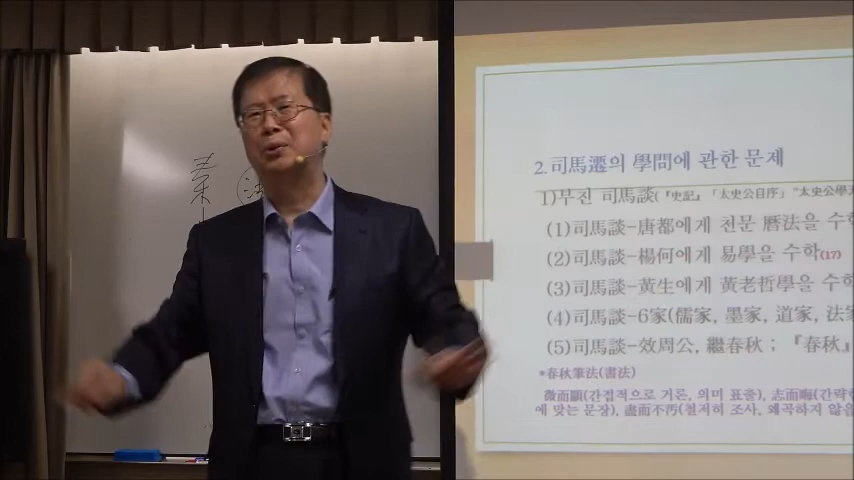 素
法
2.司馬遷의 學問에 관한 문제
1)부친 司馬談(『史記』「太史公自序」"太史公學天
(1)司馬談-唐都에게 천문 曆法을 수학
(2)司馬談-楊何에게 易學을 수학(17
(3)司馬談-黃生에게 黃老哲學을 수학
(4)司馬談-6家(儒家, 墨家, 道家, 法家
(5)司馬談-效周公, 繼春秋; 『春秋』
*春秋筆法(書法)
微而顯(간접적으로 거론, 의미 표출), 志而晦(간략
에 맞는 문장), 盡而不汚(철저히 조사, 왜곡하지 않음